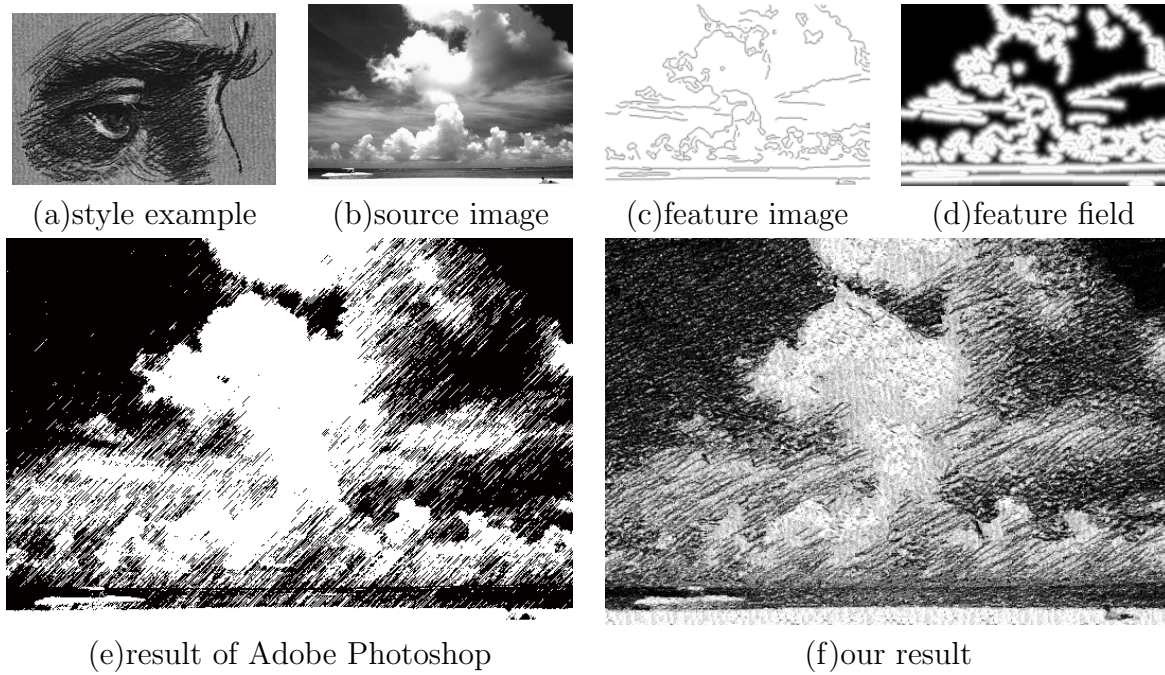 (a)style example
(b)source image
(c)feature image
(d)feature field
(e)result of Adobe Photoshop
(f)our result